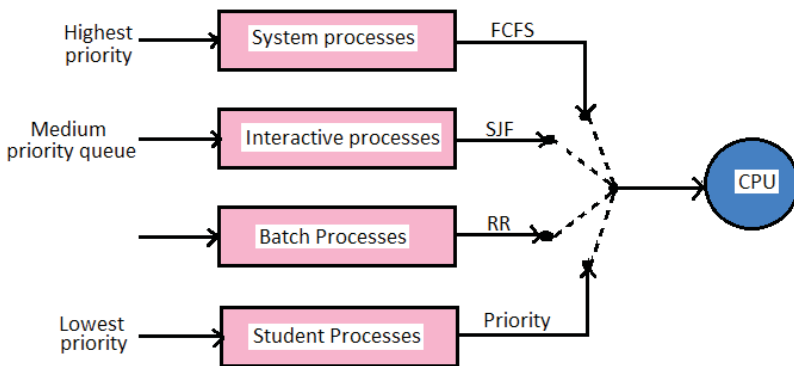 Highest
priority
System processes
FCFS
Medium
priority queue
Interactive processes
SJF
CPU
Batch Processes
RR
Lowest
priority
Student Processes
Priority